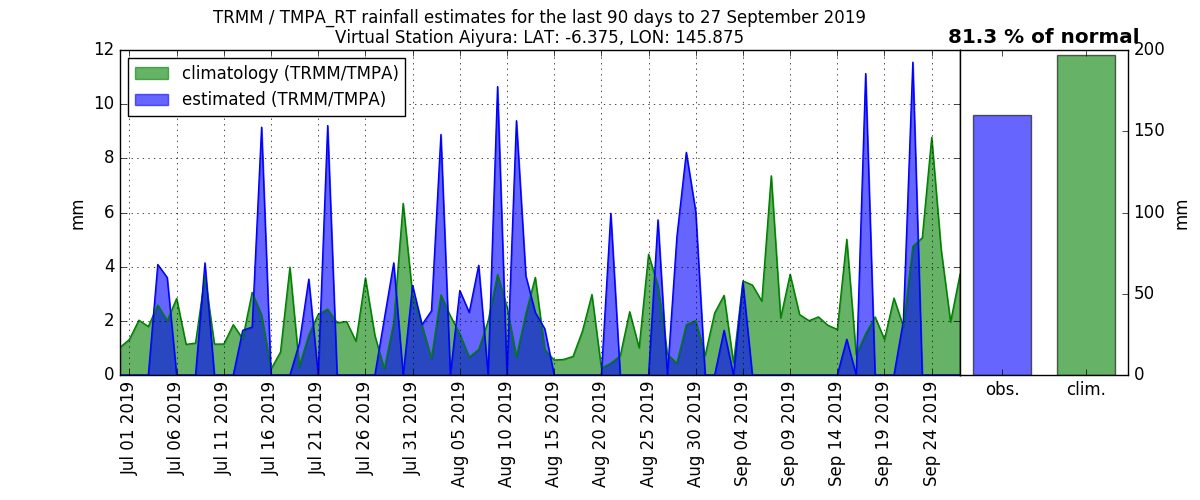 TRMM / TMPA_RT rainfall estimates for the last 90 days to 27 September 2019
Virtual Station Aiyura: LAT: -6.375, LON: 145.875
81.3 % of normal
climatology (TRMM/TMPA)
estimated (TRMM/TMPA)
mm
12
10
8
6
4
2
0
Jul 01 2019
Jul 06 2019
Jul 11 2019
Jul 16 2019
Jul 21 2019
Jul 26 2019
Jul 31 2019
Aug 05 2019
Aug 10 2019
Aug 15 2019
Aug 20 2019
Aug 25 2019
Aug 30 2019
Sep 04 2019
Sep 09 2019
Sep 14 2019
Sep 19 2019
Sep 24 2019
obs.
clim.
200
150
100
50
0
mm